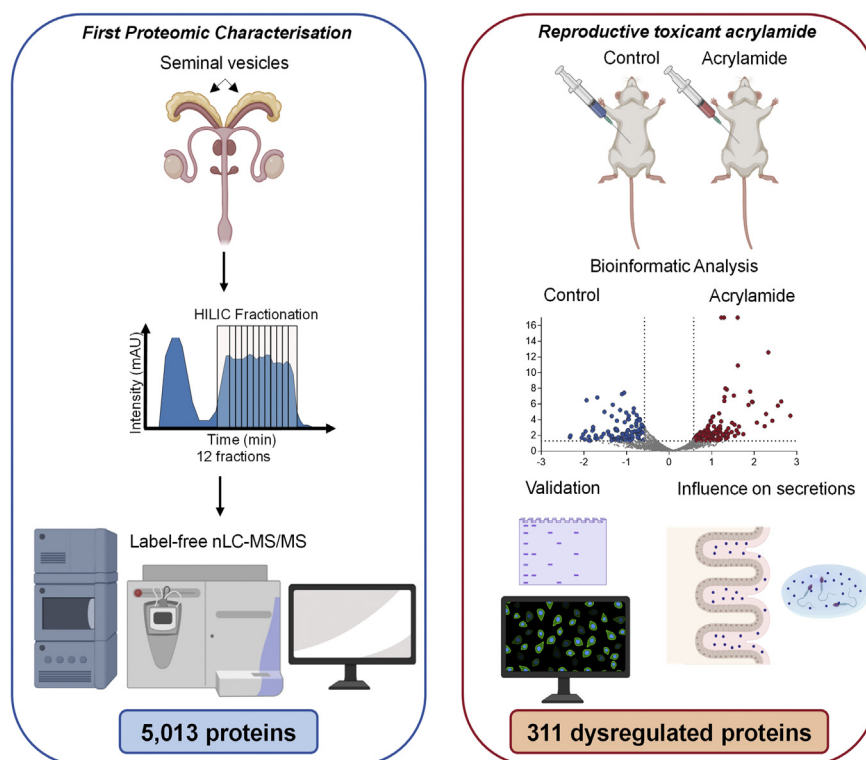 First Proteomic Characterisation
Seminal vesicles
HILIC Fractionation
Intensity (mAU)
Time (min)
12 fractions
Label-free nLC-MS/MS
5,013 proteins
Reproductive toxicant acrylamide
Control
Acrylamide
Bioinformatic Analysis
Control
Acrylamide
16
14
12
10
8
6
4
2
0
-3
-2
-1
0
1
2
3
Validation
Influence on secretions
311 dysregulated proteins